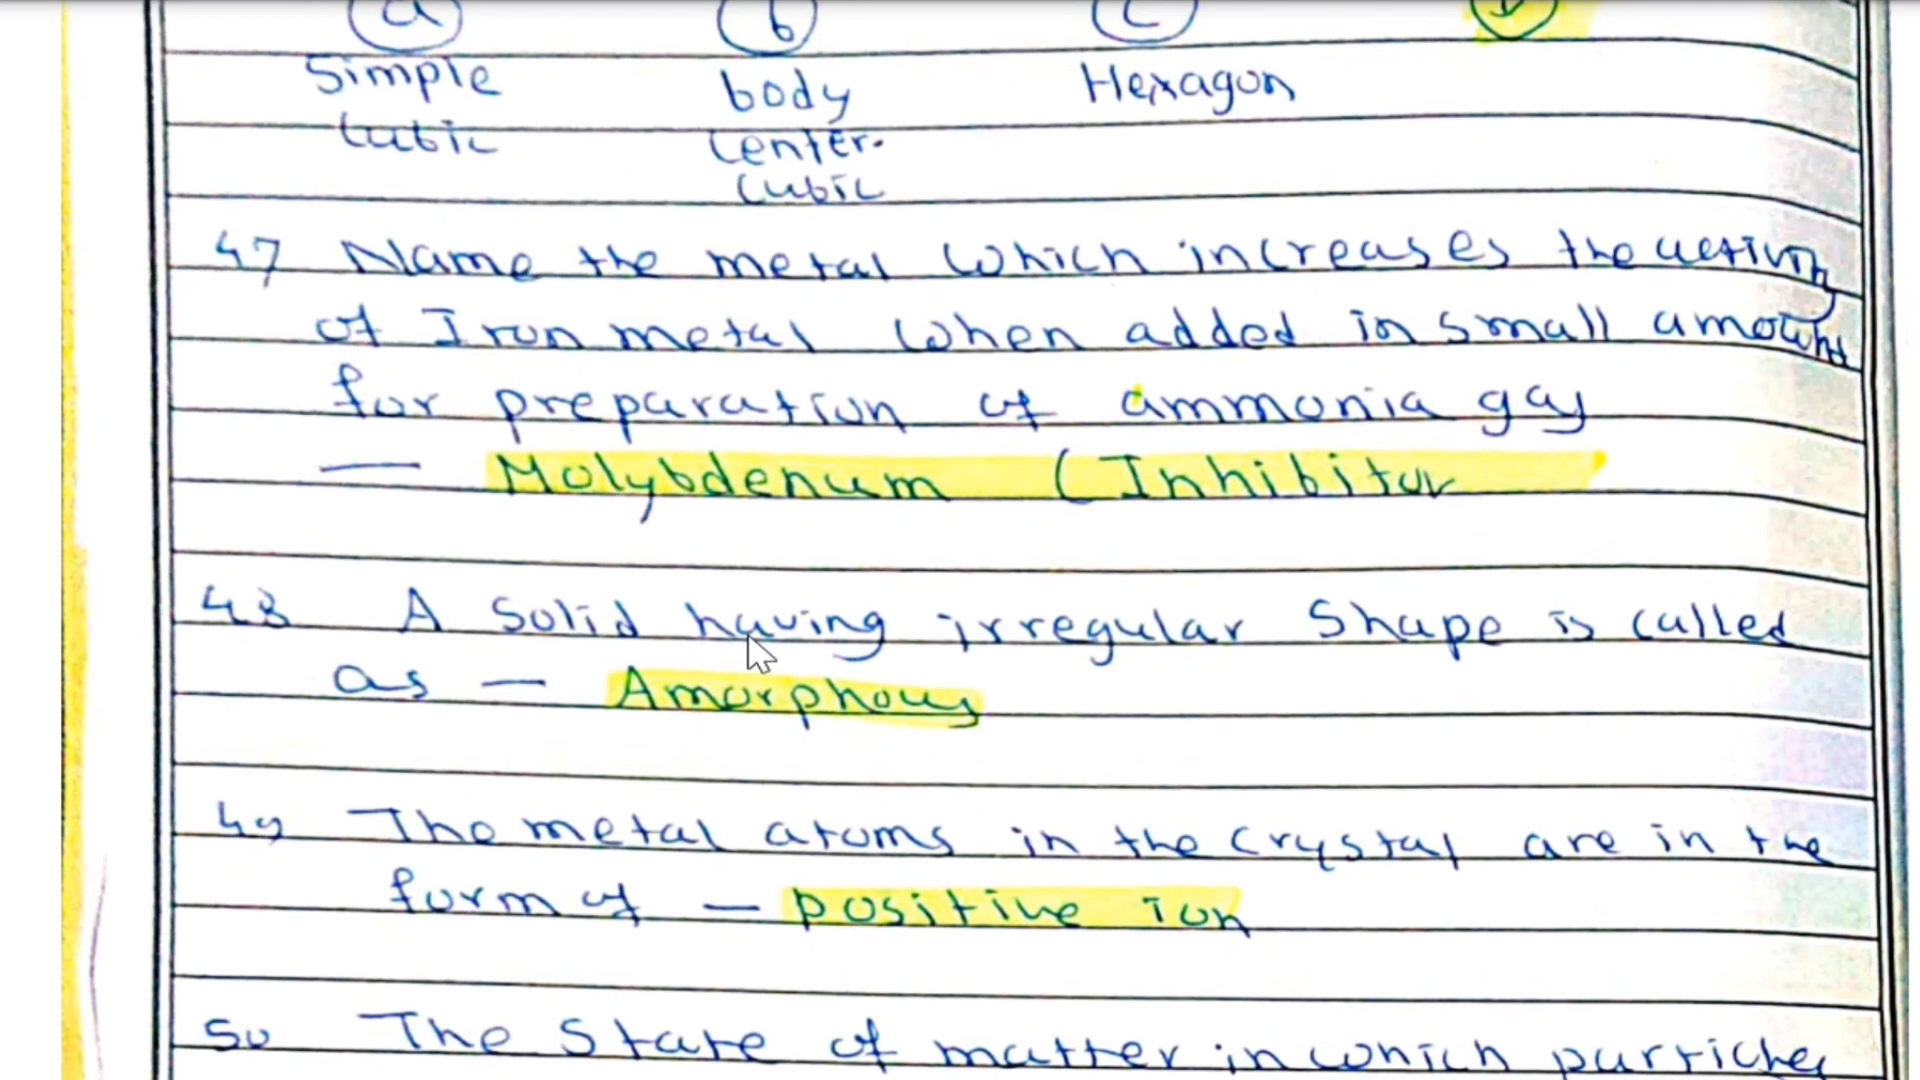 a b c D
Simple body Hexagon
Cubic center.
Cubic
47 Name the metal which increases the activity
of Iron metal when added in small amount
for preparation of ammonia gas
— Molybdenum (Inhibitor
48 A Solid having irregular Shape is called
as — Amorphous
49 The metal atoms in the crystal are in the
form of — positive Ion
50 The State of matter in which particles